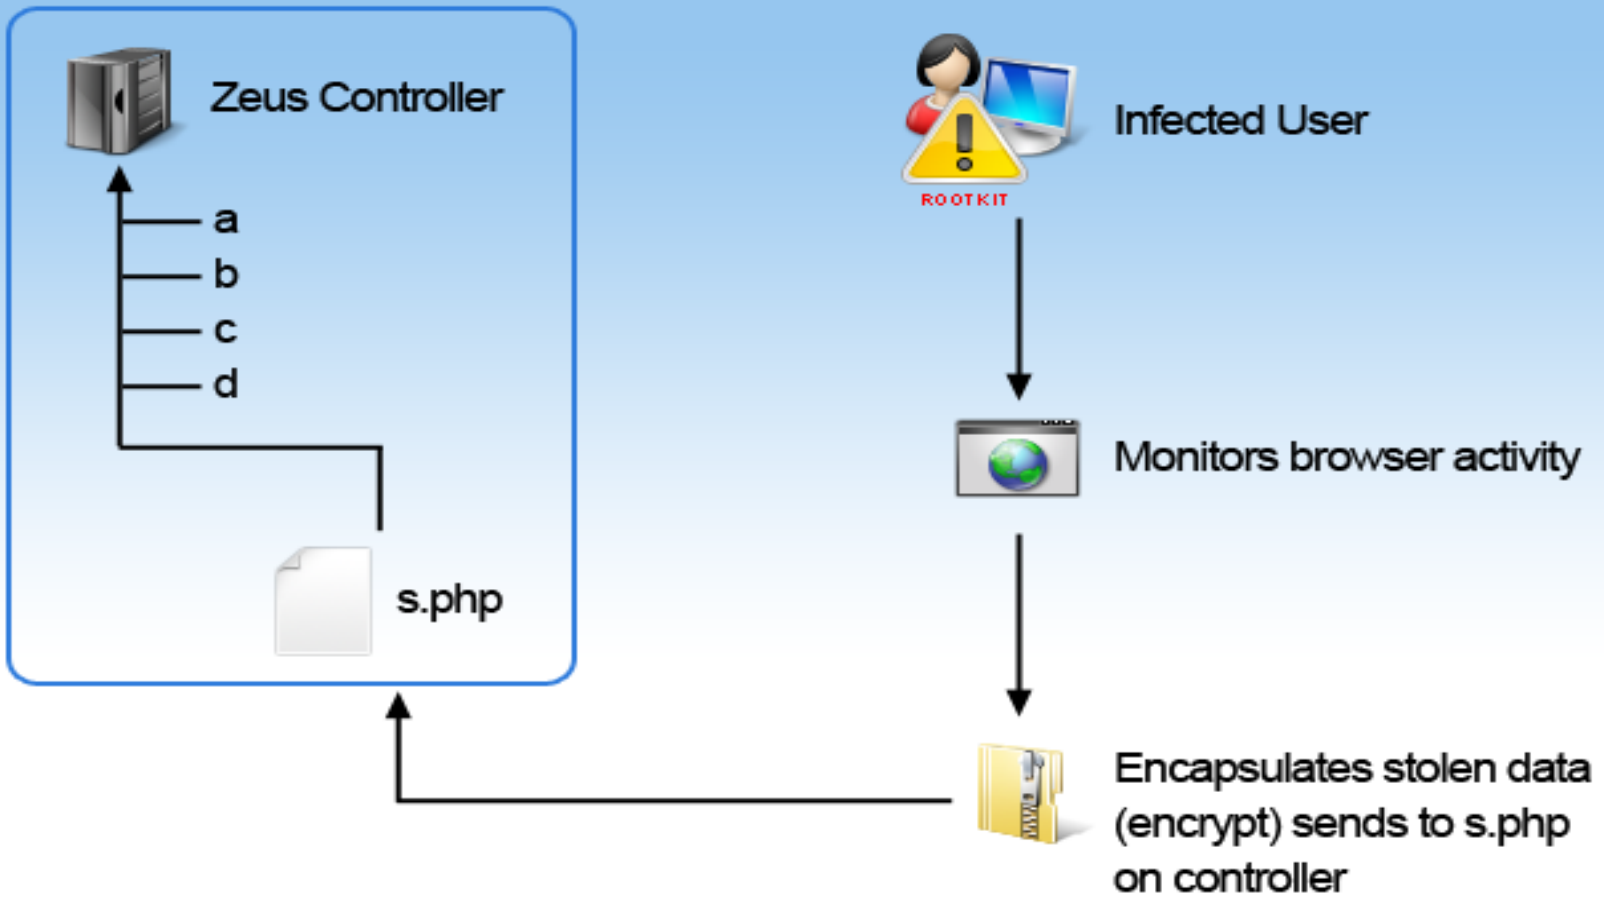 Zeus Controller
a
b
c
d
s.php
Infected User
ROOTKIT
Monitors browser activity
Encapsulates stolen data
(encrypt) sends to s.php
on controller